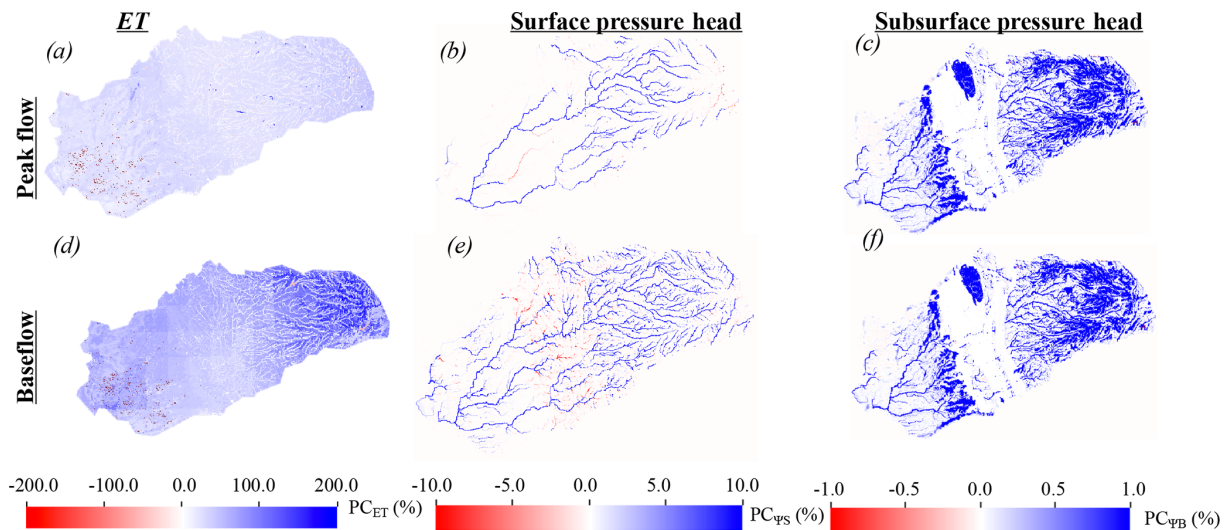 ET Surface pressure head Subsurface pressure head
(a) (b) (c)
Peak flow
(d) (e) (f)
Baseflow
-200.0 -100.0 0.0 100.0 200.0 PC_ET (%)
-10.0 0.0 5.0 10.0 PC_ΨS (%)
-1.0 -0.5 0.0 0.5 1.0 PC_ΨB (%)